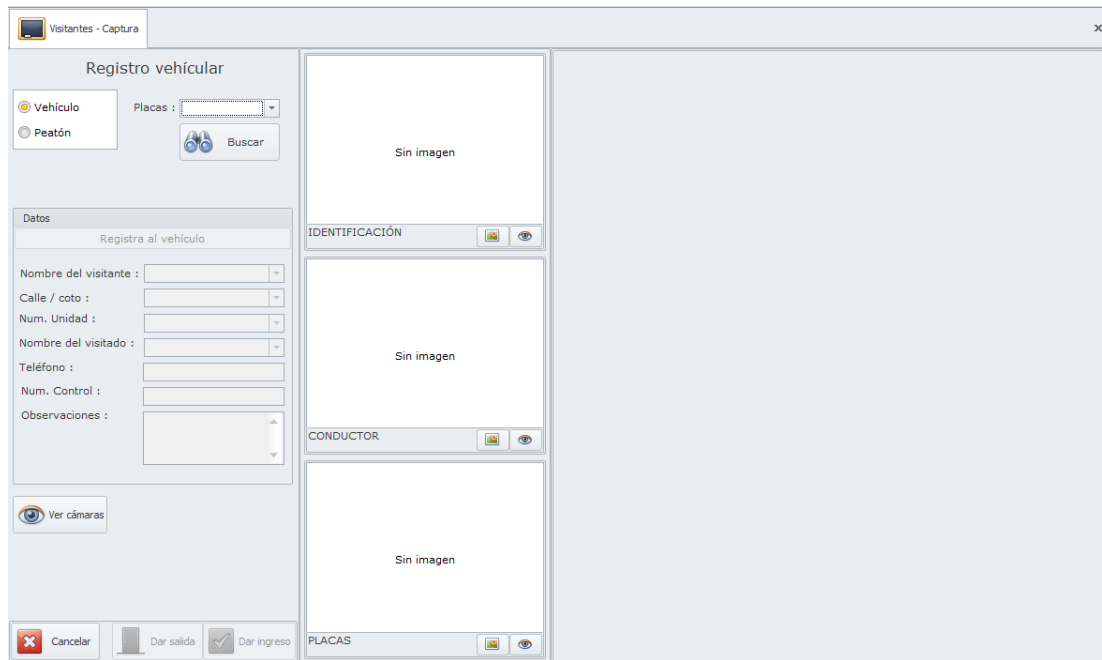 Visitantes - Captura
x
Registro vehícular
Vehículo
Placas :
Peatón
Buscar
Datos
Registra al vehículo
Nombre del visitante :
Calle / coto :
Num. Unidad :
Nombre del visitado :
Teléfono :
Num. Control :
Observaciones :
Ver cámaras
Cancelar
Dar salida
Dar ingreso
Sin imagen
IDENTIFICACIÓN
Sin imagen
CONDUCTOR
Sin imagen
PLACAS